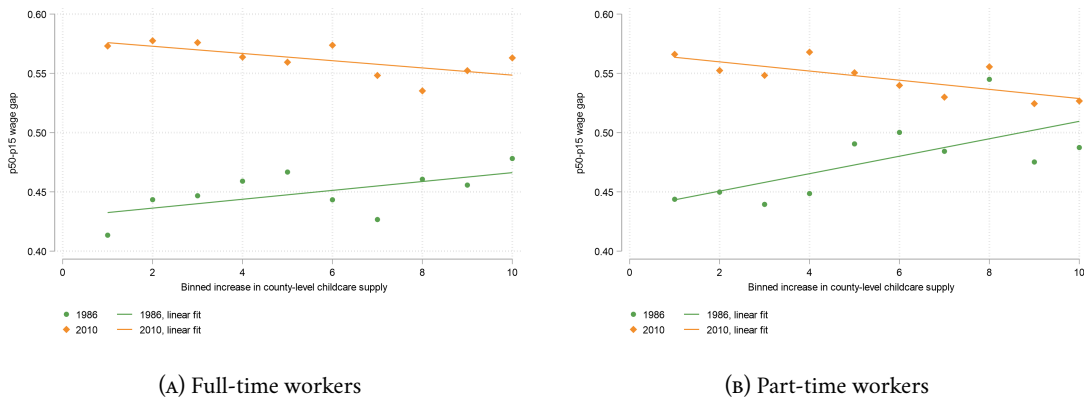 0.60
0.55
0.50
0.45
0.40
p50-p15 wage gap
0 2 4 6 8 10
Binned increase in county-level childcare supply
1986 1986, linear fit
2010 2010, linear fit
(A) Full-time workers
0.60
0.55
0.50
0.45
0.40
p50-p15 wage gap
0 2 4 6 8 10
Binned increase in county-level childcare supply
1986 1986, linear fit
2010 2010, linear fit
(B) Part-time workers